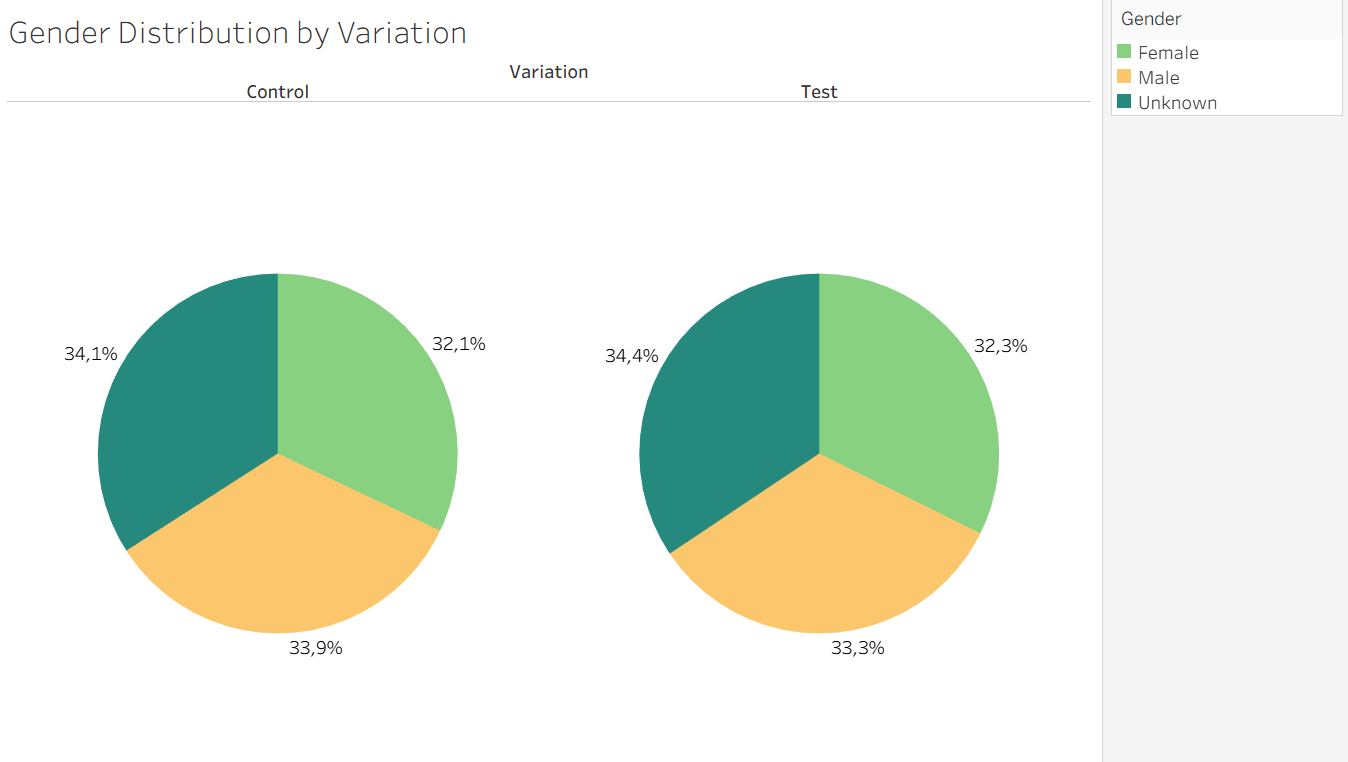 Gender Distribution by Variation
Variation
Control Test
34,1%
32,1%
33,9%
34,4%
32,3%
33,3%
Gender
Female
Male
Unknown